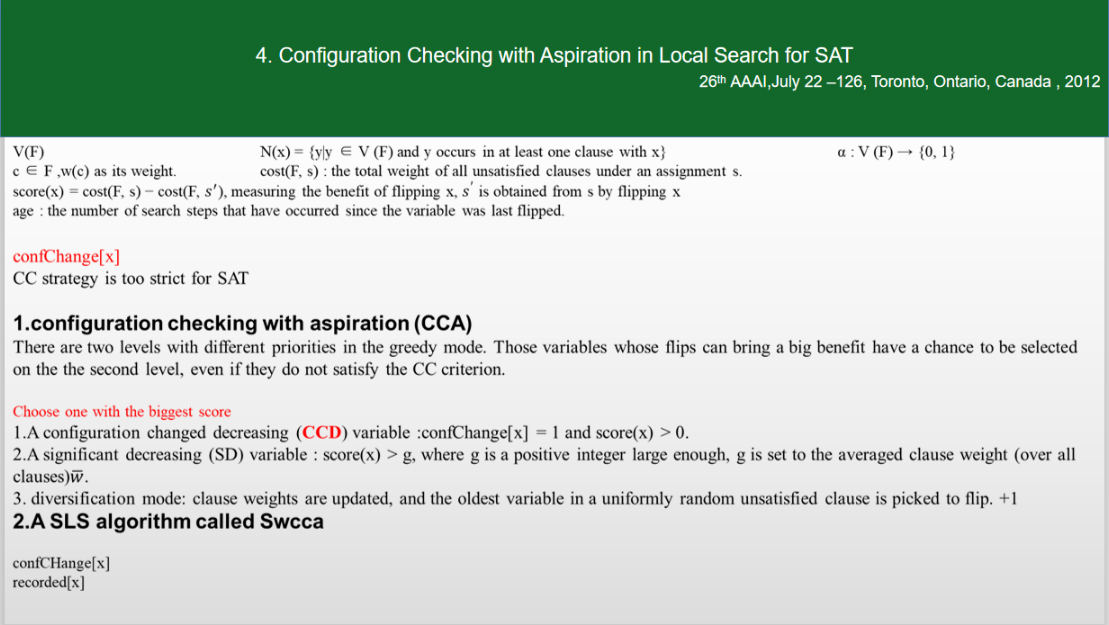 4. Configuration Checking with Aspiration in Local Search for SAT
26th AAAI,July 22 –126, Toronto, Ontario, Canada , 2012
V(F) N(x) = {y|y ∈ V (F) and y occurs in at least one clause with x} α : V (F) → {0, 1}
c ∈ F ,w(c) as its weight. cost(F, s) : the total weight of all unsatisfied clauses under an assignment s.
score(x) = cost(F, s) − cost(F, s′), measuring the benefit of flipping x, s′ is obtained from s by flipping x
age : the number of search steps that have occurred since the variable was last flipped.
confChange[x]
CC strategy is too strict for SAT
1.configuration checking with aspiration (CCA)
There are two levels with different priorities in the greedy mode. Those variables whose flips can bring a big benefit have a chance to be selected
on the the second level, even if they do not satisfy the CC criterion.
Choose one with the biggest score
1.A configuration changed decreasing (CCD) variable :confChange[x] = 1 and score(x) > 0.
2.A significant decreasing (SD) variable : score(x) > g, where g is a positive integer large enough, g is set to the averaged clause weight (over all
clauses)w̅.
3. diversification mode: clause weights are updated, and the oldest variable in a uniformly random unsatisfied clause is picked to flip. +1
2.A SLS algorithm called Swcca
confCHange[x]
recorded[x]